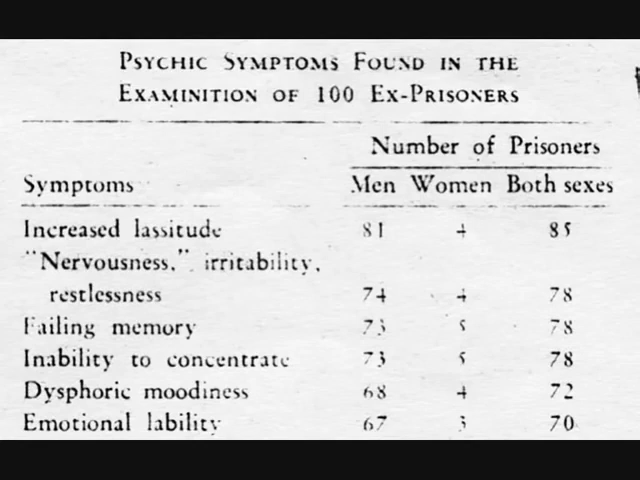 PSYCHIC SYMPTOMS FOUND IN THE
EXAMINITION OF 100 EX-PRISONERS
Number of Prisoners
Symptoms Men Women Both sexes
Increased lassitude 81 4 85
"Nervousness," irritability,
restlessness 74 4 78
Failing memory 73 5 78
Inability to concentrate 73 5 78
Dysphoric moodiness 68 4 72
Emotional lability 67 3 70